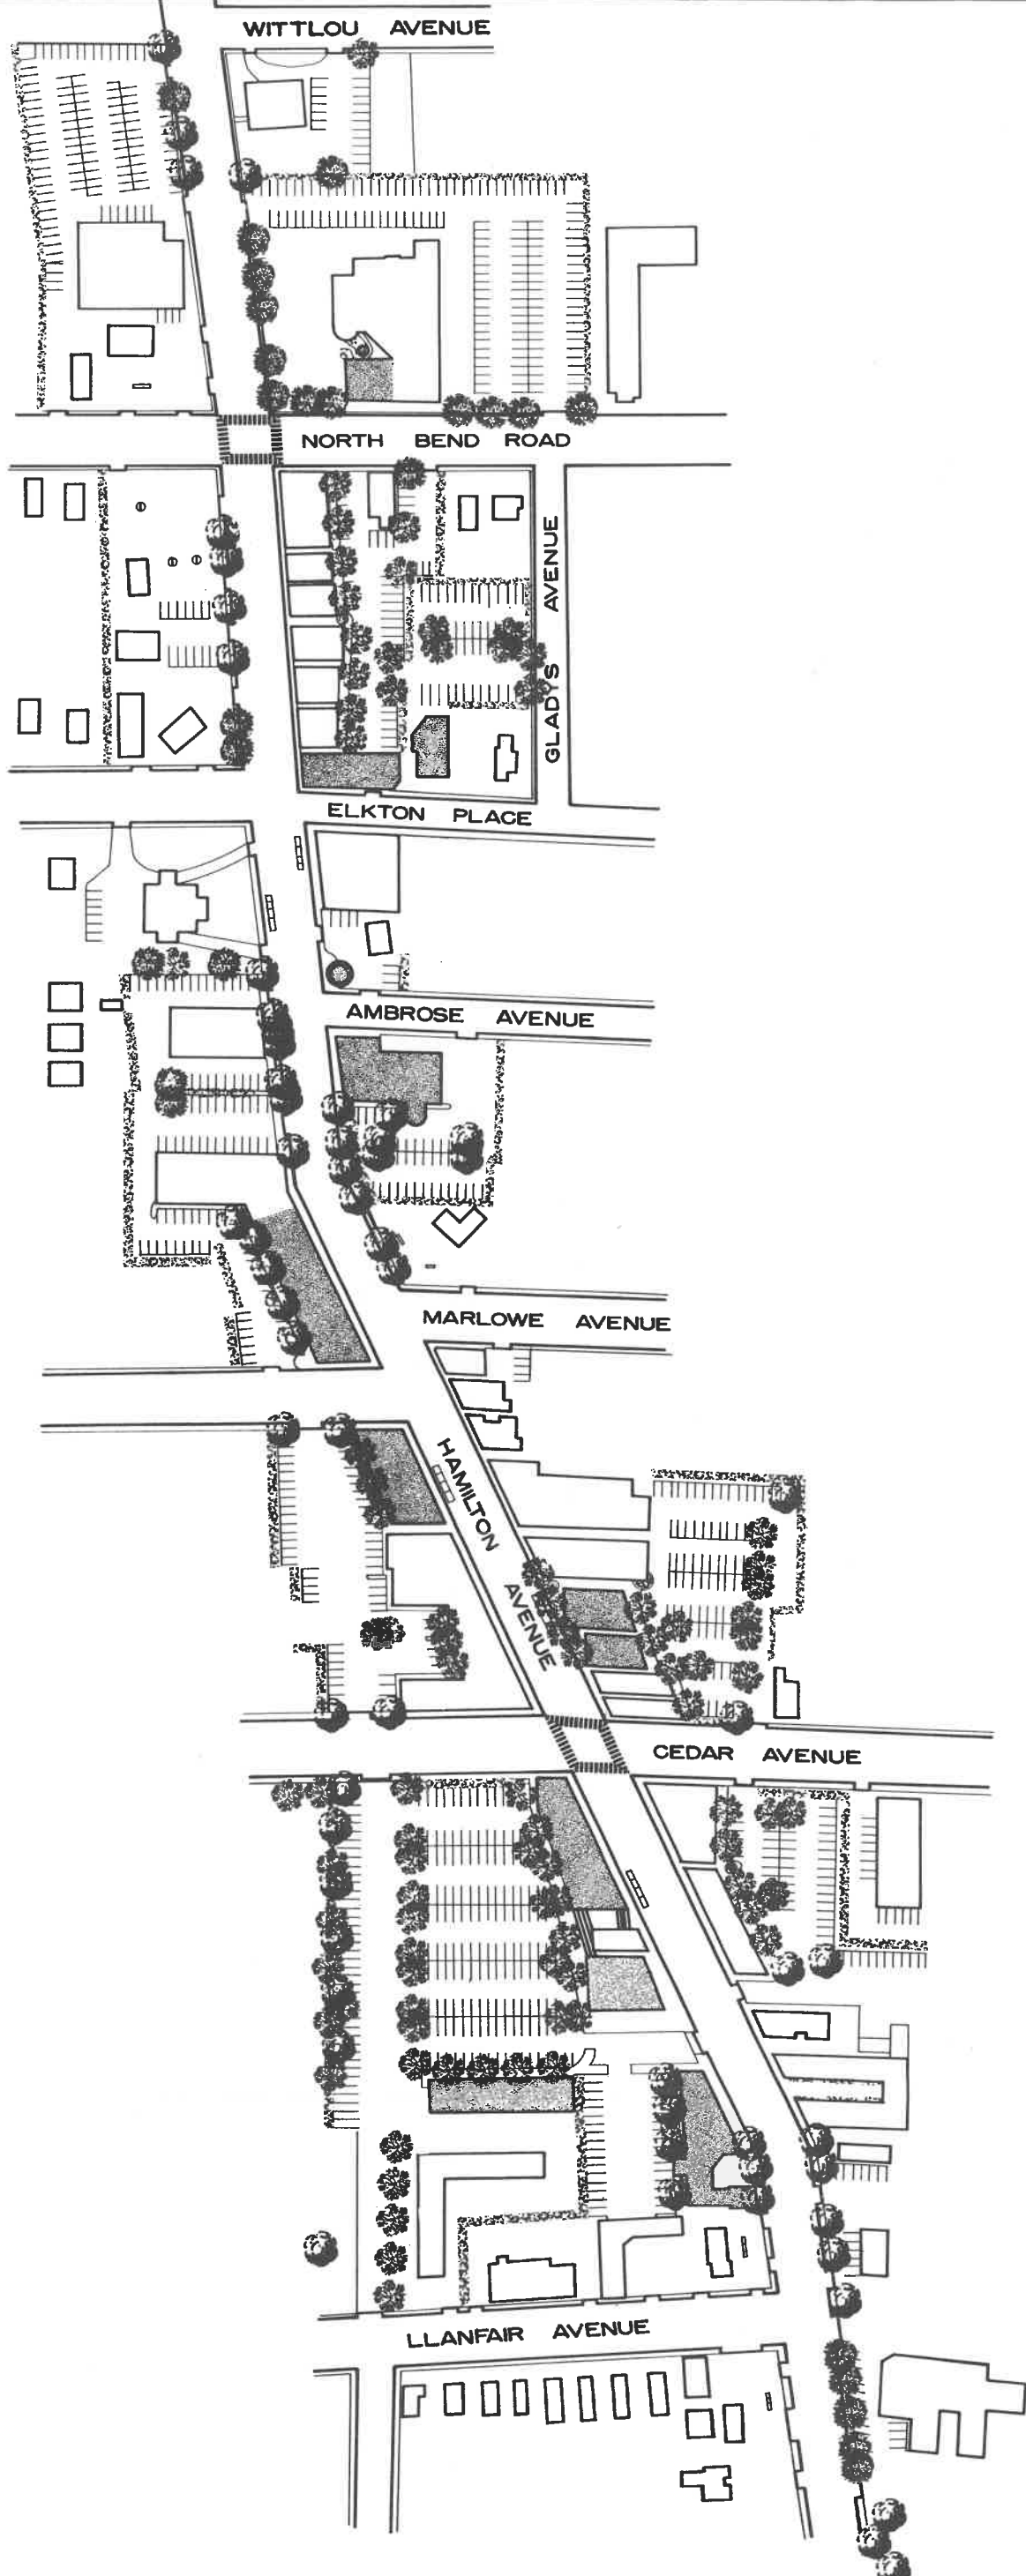 WITTLOU AVENUE
NORTH BEND ROAD
GLADYS AVENUE
ELKTON PLACE
AMBROSE AVENUE
MARLOWE AVENUE
HAMILTON AVENUE
CEDAR AVENUE
LLANFAIR AVENUE